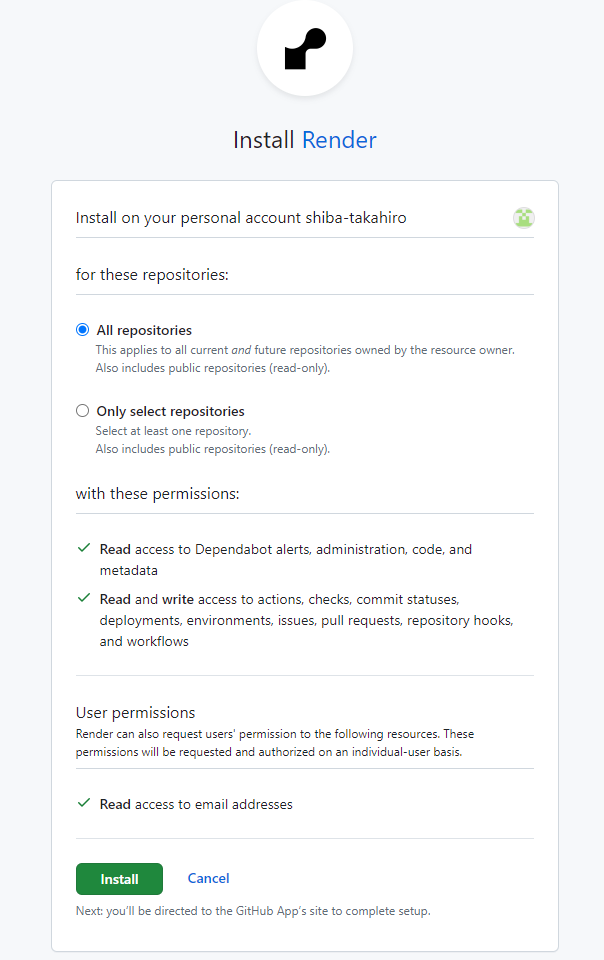 Install Render
Install on your personal account shiba-takahiro
for these repositories:
All repositories
This applies to all current and future repositories owned by the resource owner.
Also includes public repositories (read-only).
Only select repositories
Select at least one repository.
Also includes public repositories (read-only).
with these permissions:
Read access to Dependabot alerts, administration, code, and
metadata
Read and write access to actions, checks, commit statuses,
deployments, environments, issues, pull requests, repository hooks,
and workflows
User permissions
Render can also request users' permission to the following resources. These
permissions will be requested and authorized on an individual-user basis.
Read access to email addresses
Install Cancel
Next: you'll be directed to the GitHub App's site to complete setup.